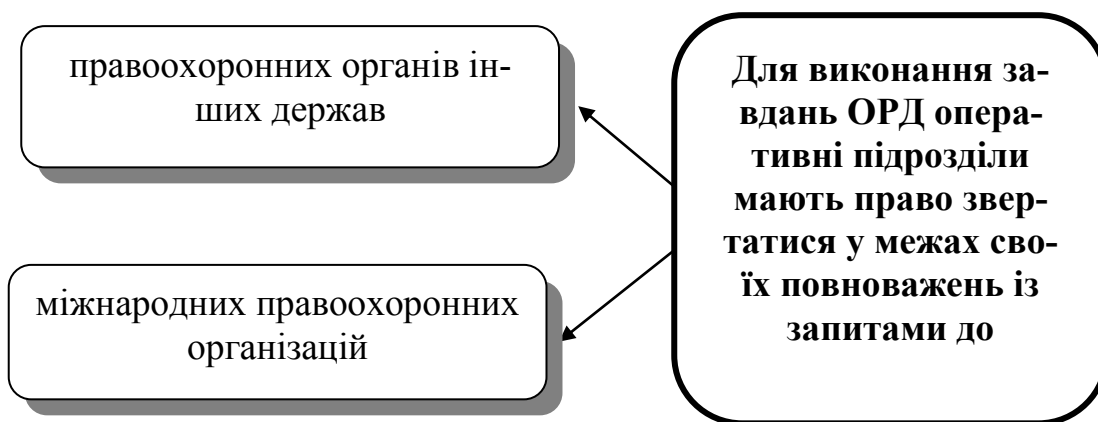 правоохоронних органів ін-
ших держав
міжнародних правоохоронних
організацій
Для виконання за-
вдань ОРД опера-
тивні підрозділи
мають право звер-
татися у межах сво-
їх повноважень із
запитами до